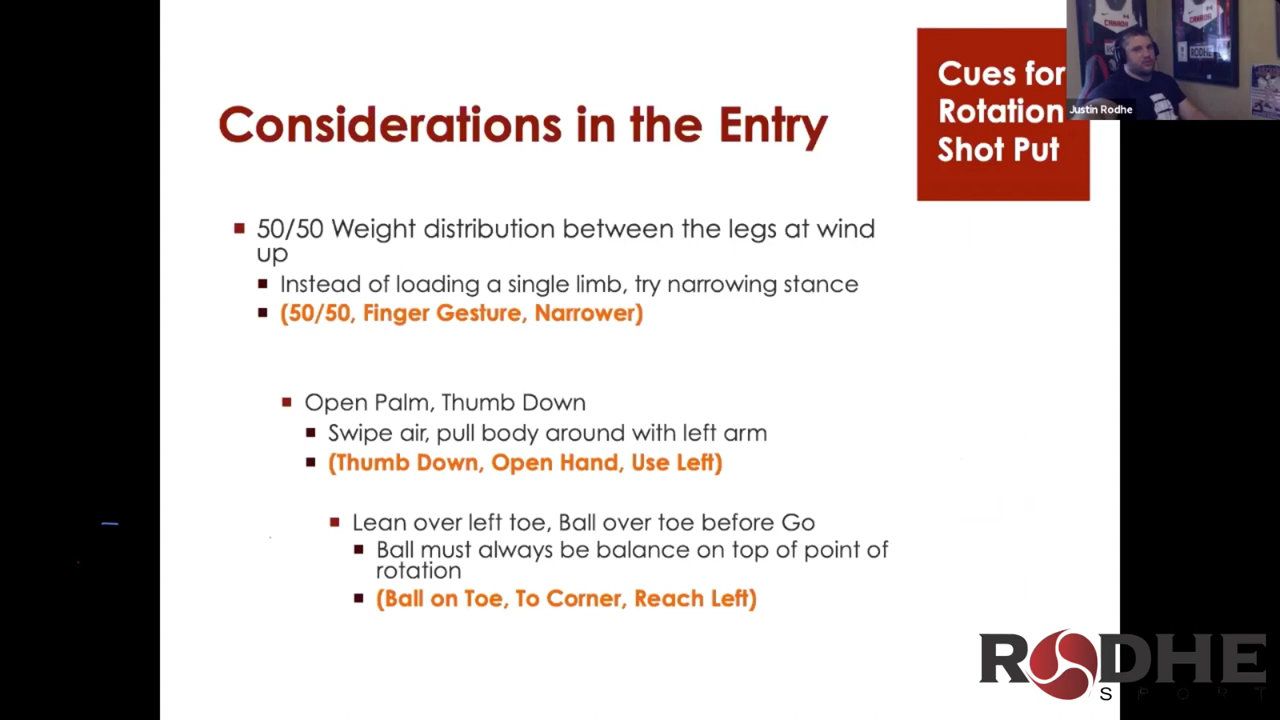 Cues for
Rotation
Shot Put
CANADA
CANADA
RODHE
Justin Rodhe
Considerations in the Entry
50/50 Weight distribution between the legs at wind
up
Instead of loading a single limb, try narrowing stance
(50/50, Finger Gesture, Narrower)
Open Palm, Thumb Down
Swipe air, pull body around with left arm
(Thumb Down, Open Hand, Use Left)
Lean over left toe, Ball over toe before Go
Ball must always be balance on top of point of
rotation
(Ball on Toe, To Corner, Reach Left)
RODHE
SPORT